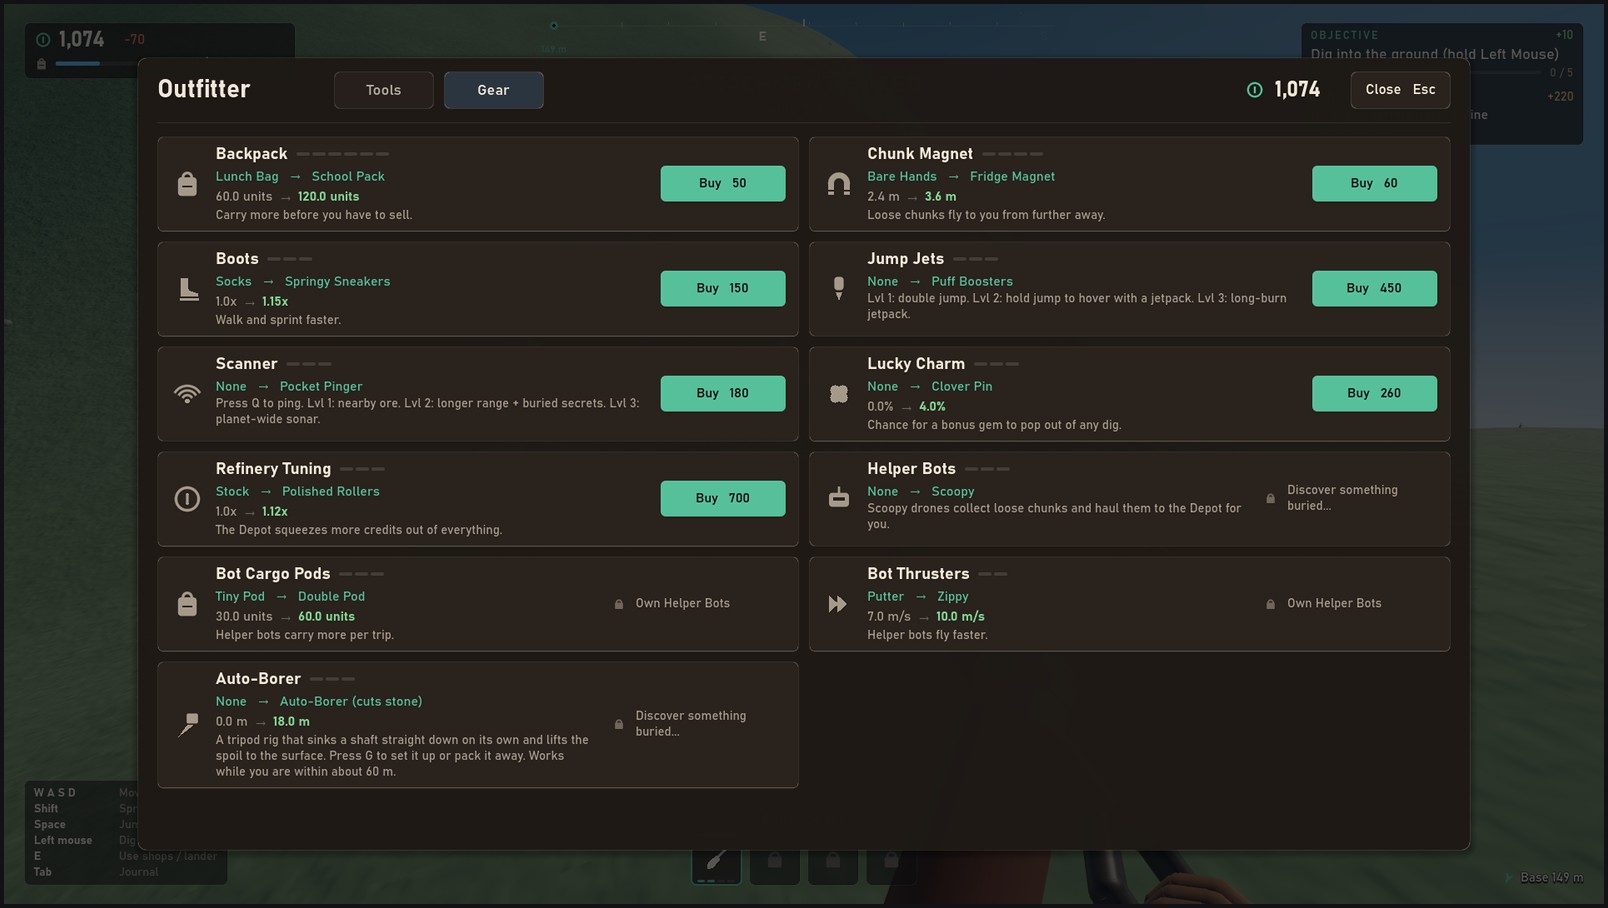 1,074 -70
E
149 m
OBJECTIVE +10
Dig into the ground (hold Left Mouse)
0 / 5
+220
ine
Outfitter
Tools
Gear
1,074
Close Esc
Backpack
Lunch Bag → School Pack
60.0 units → 120.0 units
Carry more before you have to sell.
Buy 50
Chunk Magnet
Bare Hands → Fridge Magnet
2.4 m → 3.6 m
Loose chunks fly to you from further away.
Buy 60
Boots
Socks → Springy Sneakers
1.0x → 1.15x
Walk and sprint faster.
Buy 150
Jump Jets
None → Puff Boosters
Lvl 1: double jump. Lvl 2: hold jump to hover with a jetpack. Lvl 3: long-burn
jetpack.
Buy 450
Scanner
None → Pocket Pinger
Press Q to ping. Lvl 1: nearby ore. Lvl 2: longer range + buried secrets. Lvl 3:
planet-wide sonar.
Buy 180
Lucky Charm
None → Clover Pin
0.0% → 4.0%
Chance for a bonus gem to pop out of any dig.
Buy 260
Refinery Tuning
Stock → Polished Rollers
1.0x → 1.12x
The Depot squeezes more credits out of everything.
Buy 700
Helper Bots
None → Scoopy
Scoopy drones collect loose chunks and haul them to the Depot for
you.
Discover something
buried...
Bot Cargo Pods
Tiny Pod → Double Pod
30.0 units → 60.0 units
Helper bots carry more per trip.
Own Helper Bots
Bot Thrusters
Putter → Zippy
7.0 m/s → 10.0 m/s
Helper bots fly faster.
Own Helper Bots
Auto-Borer
None → Auto-Borer (cuts stone)
0.0 m → 18.0 m
A tripod rig that sinks a shaft straight down on its own and lifts the
spoil to the surface. Press G to set it up or pack it away. Works
while you are within about 60 m.
Discover something
buried...
W A S D Mov
Shift Spr
Space Jum
Left mouse Dig
E Use shops / lander
Tab Journal
Base 149 m